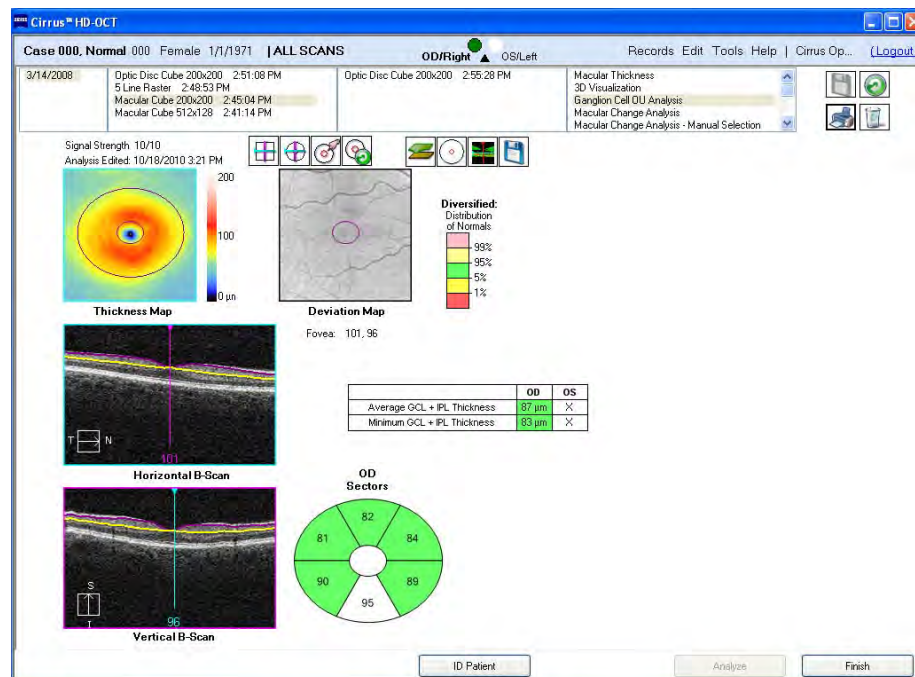 ZEISS Cirrus™ HD-OCT
Case 000, Normal 000 Female 1/1/1971 | ALL SCANS OD/Right OS/Left Records Edit Tools Help | Cirrus Op... (Logout
3/14/2008
Optic Disc Cube 200x200 2:51:08 PM
5 Line Raster 2:48:53 PM
Macular Cube 200x200 2:45:04 PM
Macular Cube 512x128 2:41:14 PM
Optic Disc Cube 200x200 2:55:28 PM
Macular Thickness
3D Visualization
Ganglion Cell OU Analysis
Macular Change Analysis
Macular Change Analysis - Manual Selection
Signal Strength 10/10
Analysis Edited: 10/18/2010 3:21 PM
200
100
0 µn
Thickness Map
Deviation Map
Fovea: 101, 96
Diversified:
Distribution
of Normals
99%
95%
5%
1%
T N
101
Horizontal B-Scan
OD OS
Average GCL + IPL Thickness 87 µm X
Minimum GCL + IPL Thickness 83 µm X
S
I
96
Vertical B-Scan
OD
Sectors
82
81 84
90 89
95
ID Patient Analyze Finish